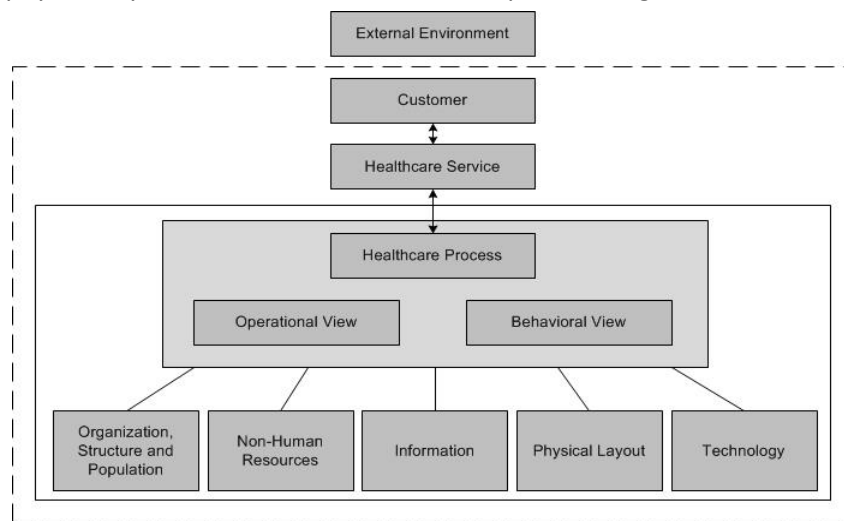 External Environment
Customer
Healthcare Service
Healthcare Process
Operational View
Behavioral View
Organization,
Structure and
Population
Non-Human
Resources
Information
Physical Layout
Technology